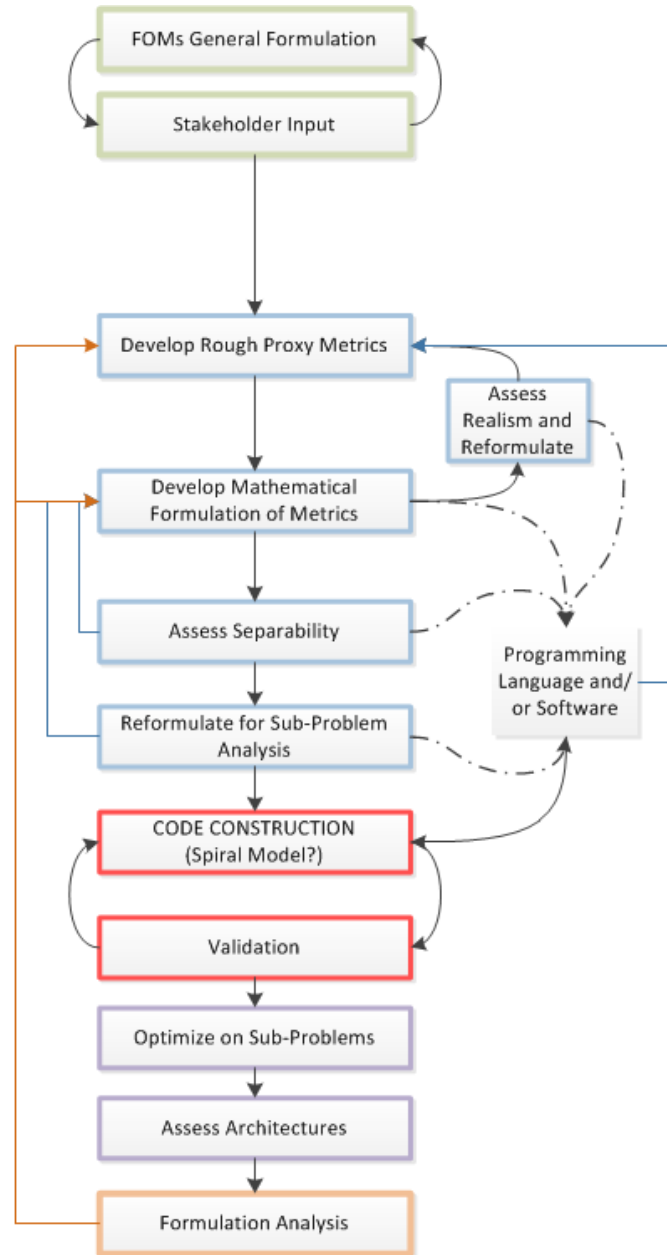 FOMs General Formulation
Stakeholder Input
Develop Rough Proxy Metrics
Assess
Realism and
Reformulate
Develop Mathematical
Formulation of Metrics
Assess Separability
Programming
Language and/
or Software
Reformulate for Sub-Problem
Analysis
CODE CONSTRUCTION
(Spiral Model?)
Validation
Optimize on Sub-Problems
Assess Architectures
Formulation Analysis